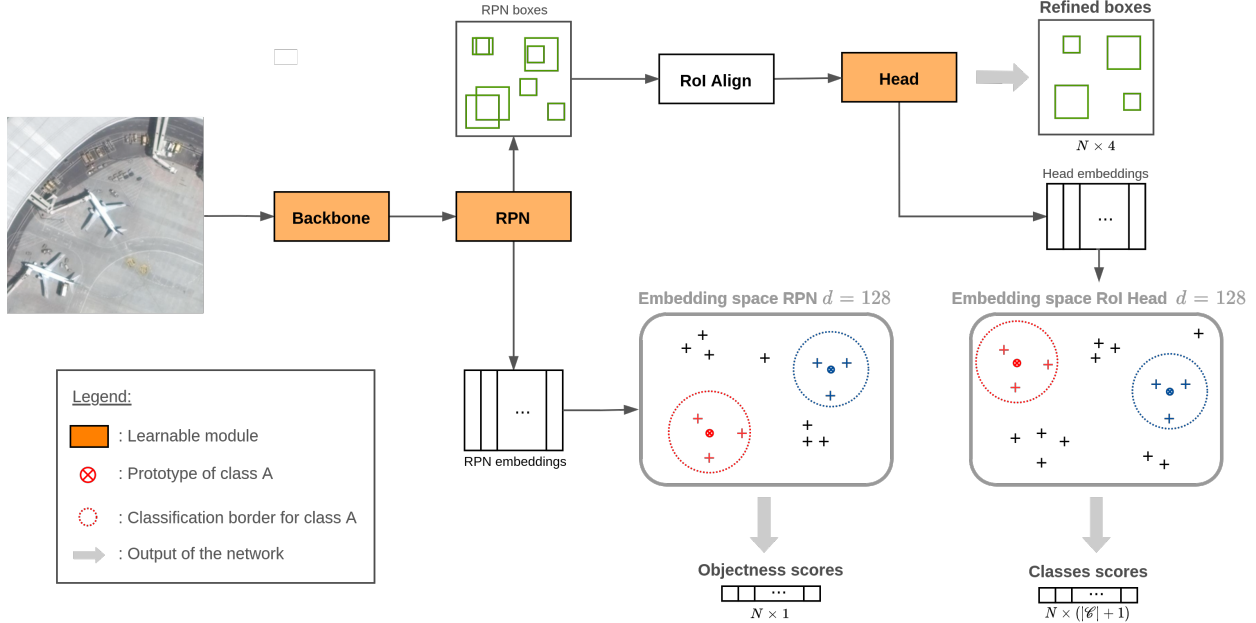 RPN boxes
Refined boxes
RoI Align
Head
N × 4
Head embeddings
...
Backbone
RPN
Embedding space RPN d = 128
Embedding space RoI Head d = 128
...
RPN embeddings
Legend:
: Learnable module
: Prototype of class A
: Classification border for class A
: Output of the network
Objectness scores
...
N × 1
Classes scores
...
N × (|𝒞| + 1)